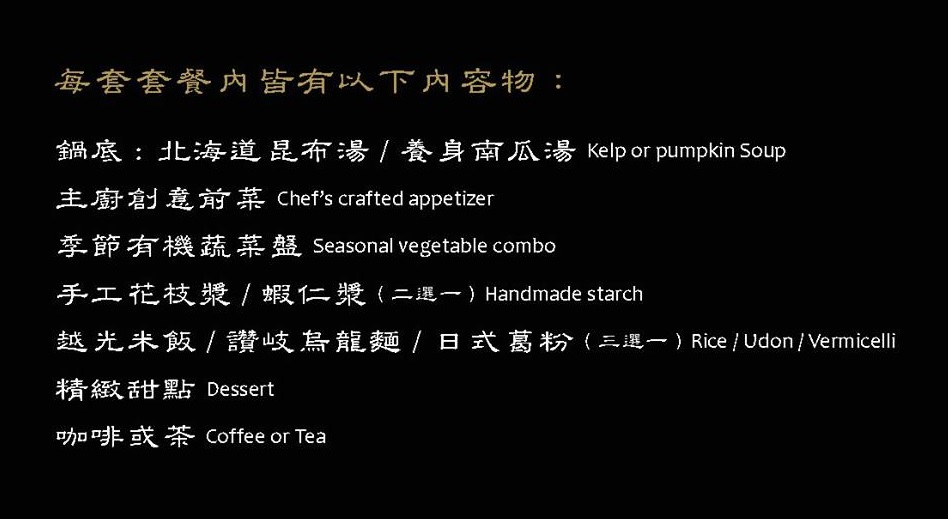 每套套餐內皆有以下內容物：
鍋底：北海道昆布湯 / 養身南瓜湯 Kelp or pumpkin Soup
主廚創意前菜 Chef's crafted appetizer
季節有機蔬菜盤 Seasonal vegetable combo
手工花枝漿 / 蝦仁漿（二選一）Handmade starch
越光米飯 / 讚岐烏龍麵 / 日式葛粉（三選一）Rice / Udon / Vermicelli
精緻甜點 Dessert
咖啡或茶 Coffee or Tea